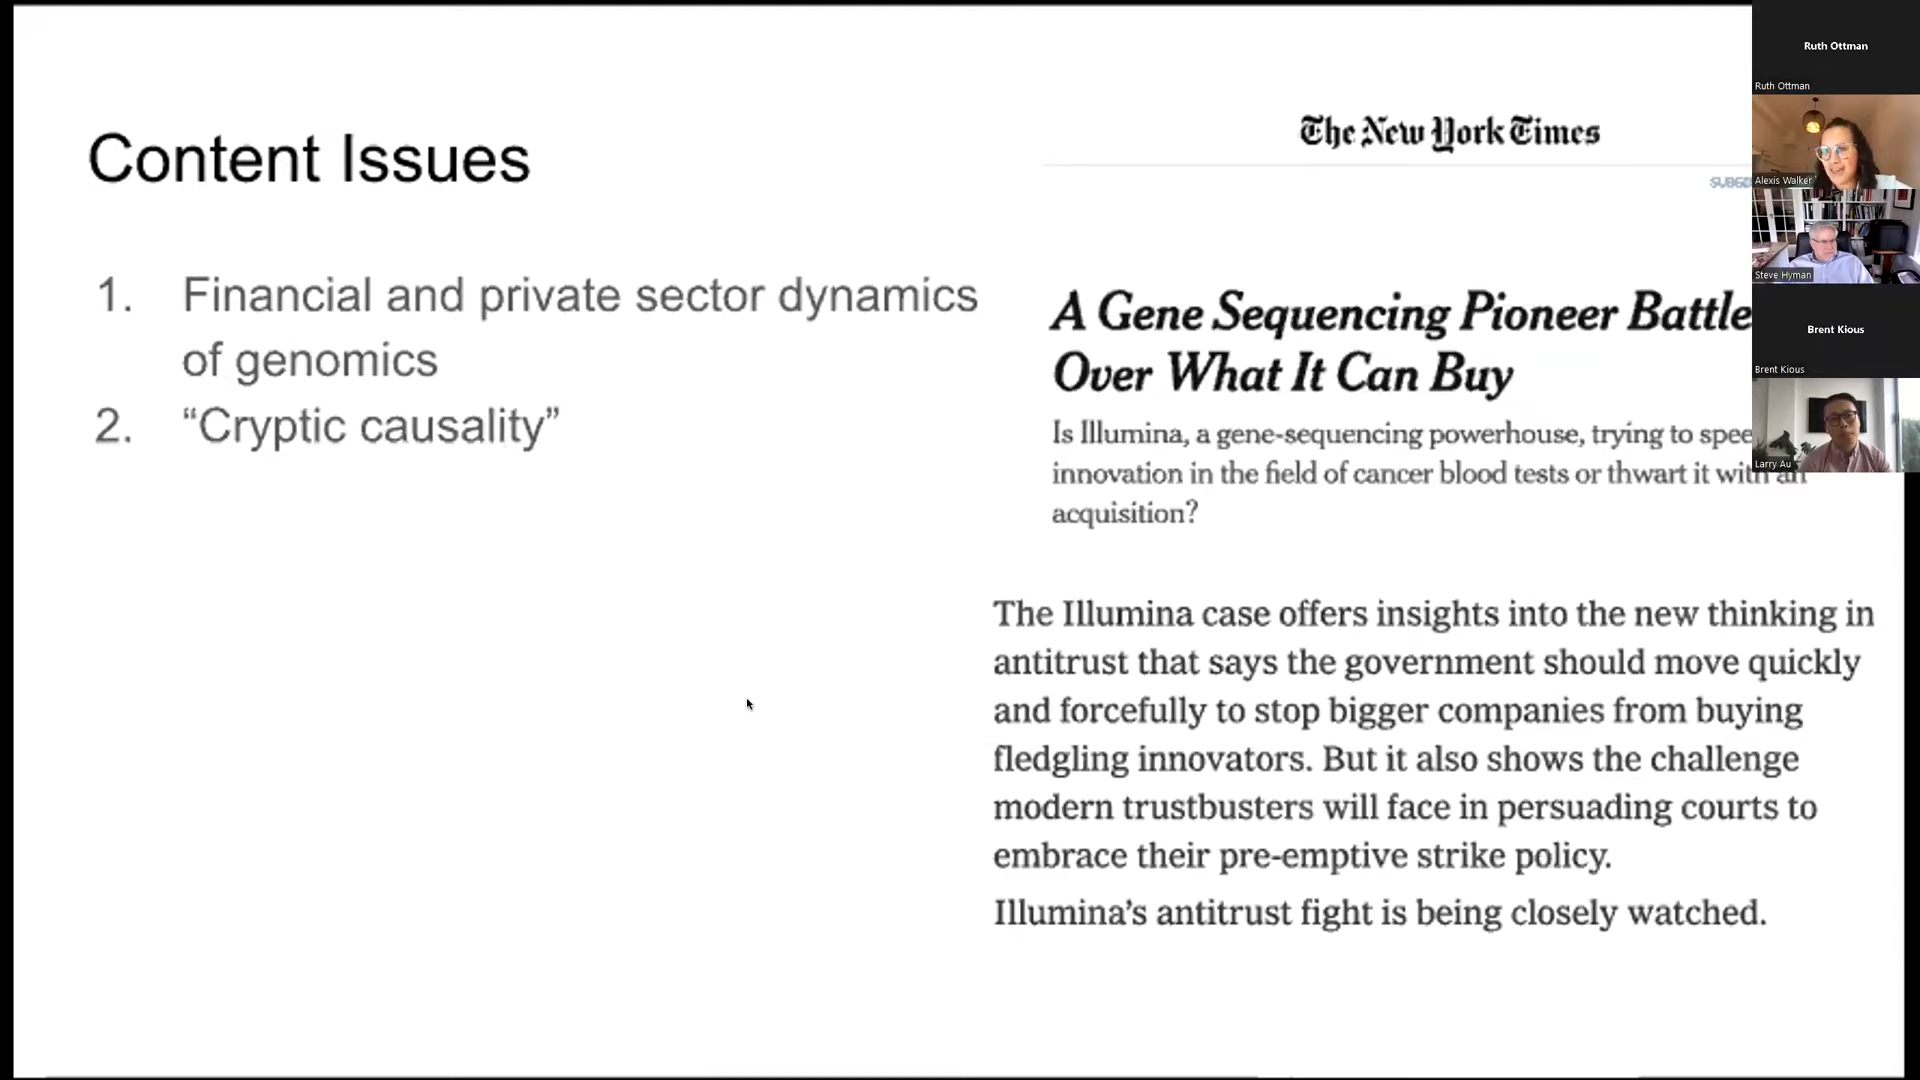 Content Issues
1. Financial and private sector dynamics
of genomics
2. “Cryptic causality”
The New York Times
A Gene Sequencing Pioneer Battle
Over What It Can Buy
Is Illumina, a gene-sequencing powerhouse, trying to spee
innovation in the field of cancer blood tests or thwart it with an
acquisition?
The Illumina case offers insights into the new thinking in
antitrust that says the government should move quickly
and forcefully to stop bigger companies from buying
fledgling innovators. But it also shows the challenge
modern trustbusters will face in persuading courts to
embrace their pre-emptive strike policy.
Illumina’s antitrust fight is being closely watched.
Ruth Ottman
Ruth Ottman
Alexis Walker
Steve Hyman
Brent Kious
Brent Kious
Larry Au